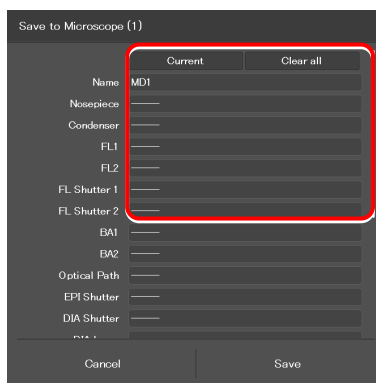 Save to Microscope (1)
Current Clear all
Name MD1
Nosepiece ———
Condenser ———
FL1 ———
FL2 ———
FL Shutter 1 ———
FL Shutter 2 ———
BA1 ———
BA2 ———
Optical Path ———
EPI Shutter ———
DIA Shutter ———
Cancel Save